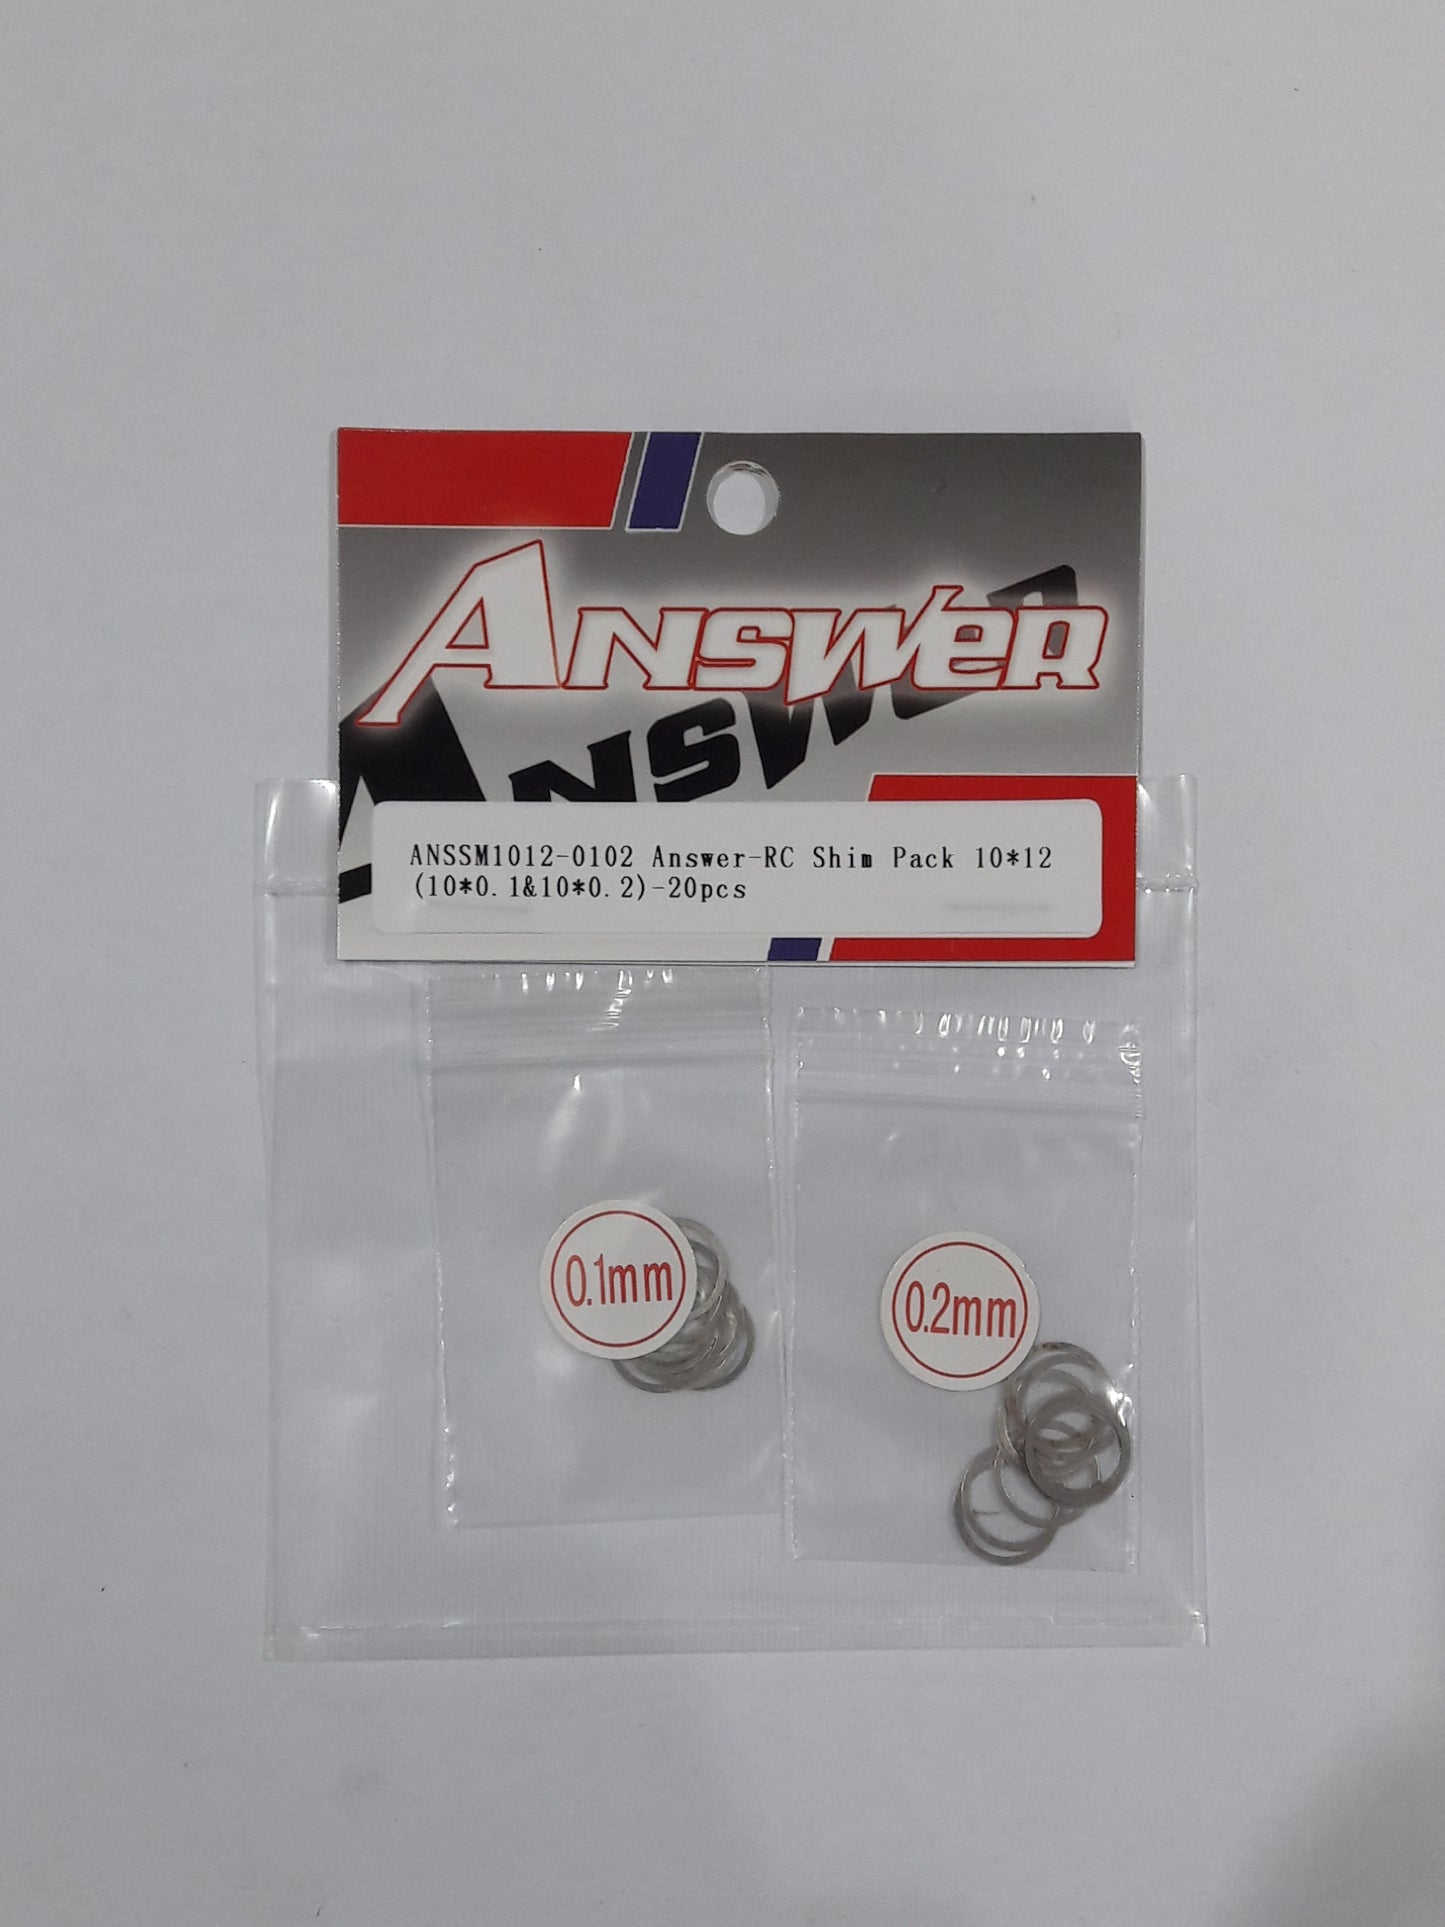 ANSWER
ANSWER
ANSSM1012-0102 Answer-RC Shim Pack 10*12
(10*0.1&10*0.2)-20pcs
0.1mm
0.2mm